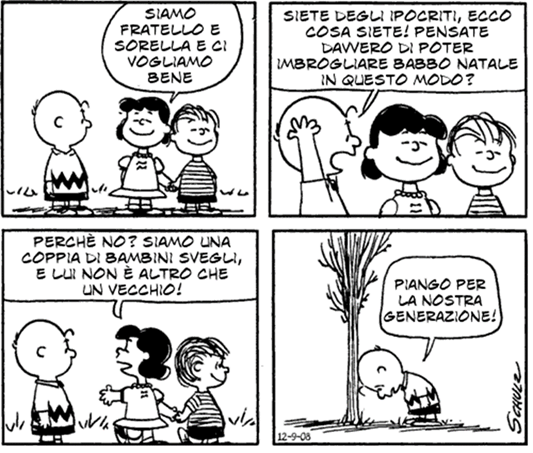 SIAMO
FRATELLO E
SORELLA E CI
VOGLIAMO
BENE
SIETE DEGLI IPOCRITI, ECCO
COSA SIETE! PENSATE
DAVVERO DI POTER
IMBROGLIARE BABBO NATALE
IN QUESTO MODO?
PERCHÈ NO? SIAMO UNA
COPPIA DI BAMBINI SVEGLI,
E LUI NON È ALTRO CHE
UN VECCHIO!
PIANGO PER
LA NOSTRA
GENERAZIONE!
SCHULZ
12-9-08